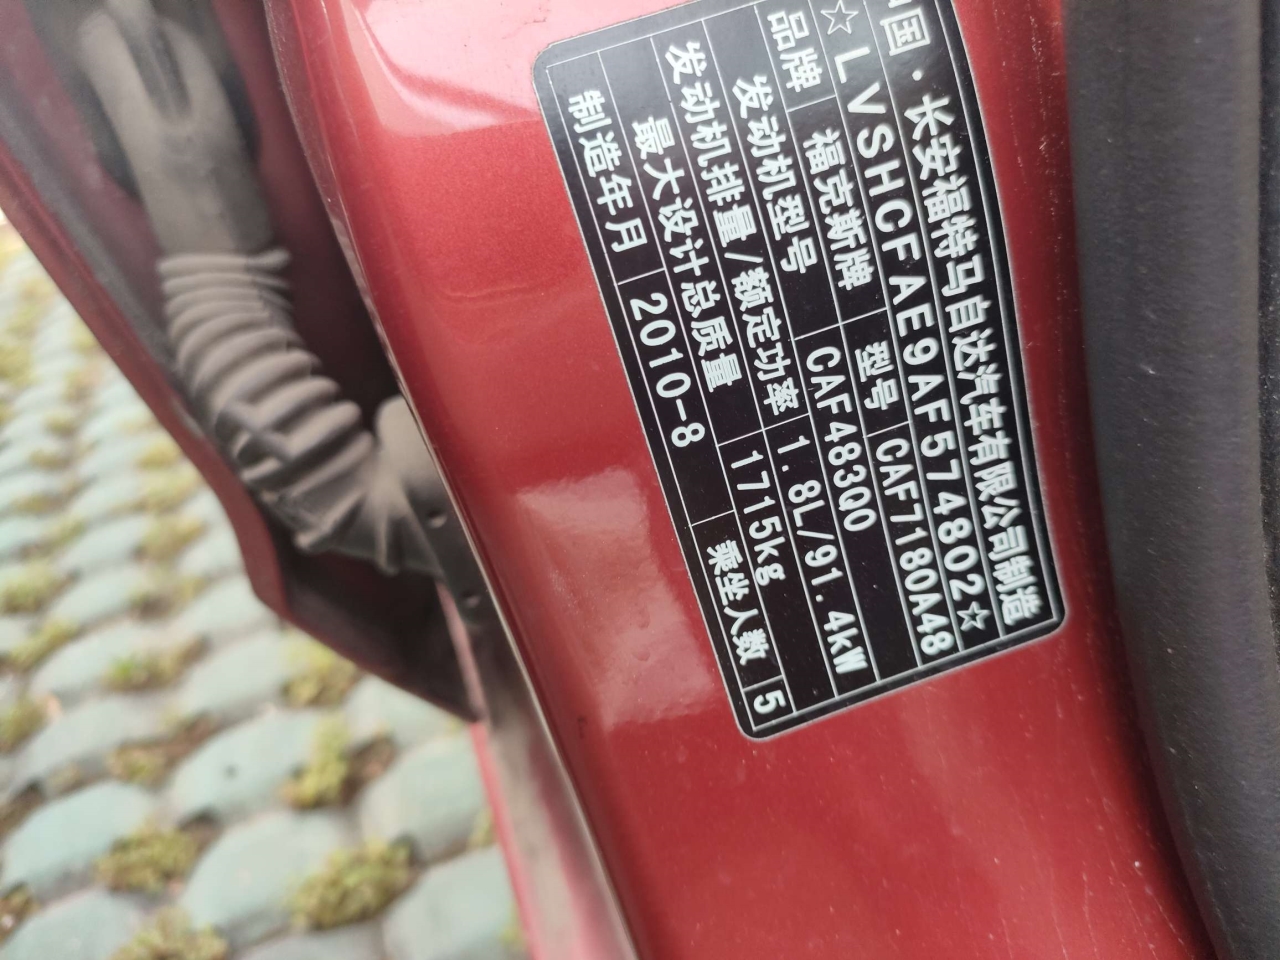 中国·长安福特马自达汽车有限公司制造
☆LVSHCFAE9AF574802☆
品牌 福克斯牌 型号 CAF7180A48
发动机型号 CAF483Q0
发动机排量/额定功率 1.8L/91.4kW
最大设计总质量 1715kg 乘坐人数 5
制造年月 2010-8